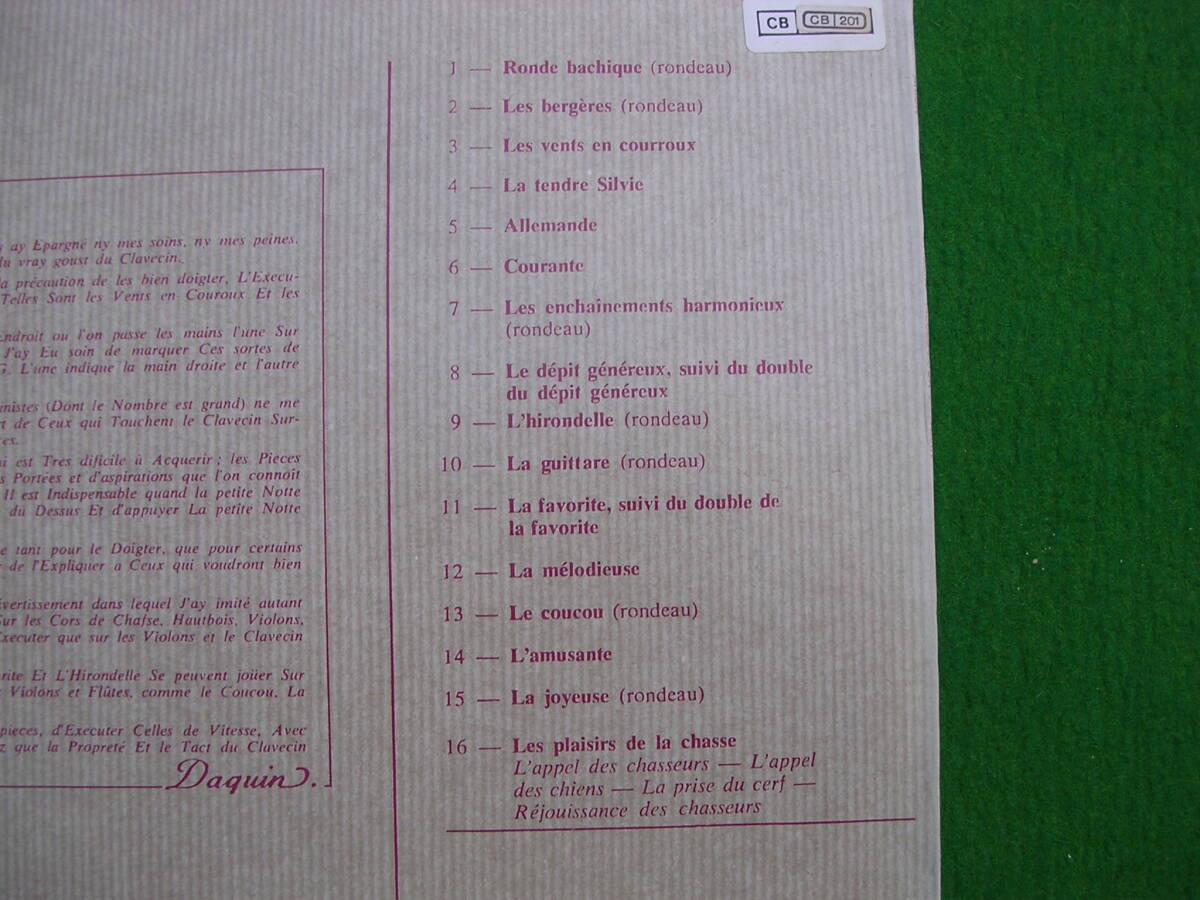 CB CB 201
ay Epargné ny mes soins, ny mes peines.
du vray goust du Clavecin.
la précaution de les bien doigter, L'Execu-
Telles Sont les Vents en Couroux Et les
Endroit ou l'on passe les mains l'une Sur
J'ay Eu soin de marquer Ces sortes de
G. L'une indique la main droite et l'autre
(Dont le Nombre est grand) ne me
de Ceux qui Touchent le Clavecin Sur-
est Tres dificile à Acquerir ; les Pieces
Portées et d'aspirations que l'on connoît
Il est Indispensable quand la petite Notte
du Dessus Et d'appuyer La petite Notte
tant pour le Doigter, que pour certains
de l'Expliquer a Ceux qui voudront bien
dans lequel J'ay imité autant
Sur les Cors de Chafse, Hautbois, Violons,
que sur les Violons et le Clavecin
Et L'Hirondelle Se peuvent joüer Sur
Violons et Flûtes, comme le Coucou, La
pieces, d'Executer Celles de Vitesse, Avec
que la Propreté Et le Tact du Clavecin
Daquin.
1 — Ronde bachique (rondeau)
2 — Les bergères (rondeau)
3 — Les vents en courroux
4 — La tendre Silvie
5 — Allemande
6 — Courante
7 — Les enchaînements harmonieux
(rondeau)
8 — Le dépit généreux, suivi du double
du dépit généreux
9 — L'hirondelle (rondeau)
10 — La guittare (rondeau)
11 — La favorite, suivi du double de
la favorite
12 — La mélodieuse
13 — Le coucou (rondeau)
14 — L'amusante
15 — La joyeuse (rondeau)
16 — Les plaisirs de la chasse
L'appel des chasseurs — L'appel
des chiens — La prise du cerf —
Réjouissance des chasseurs